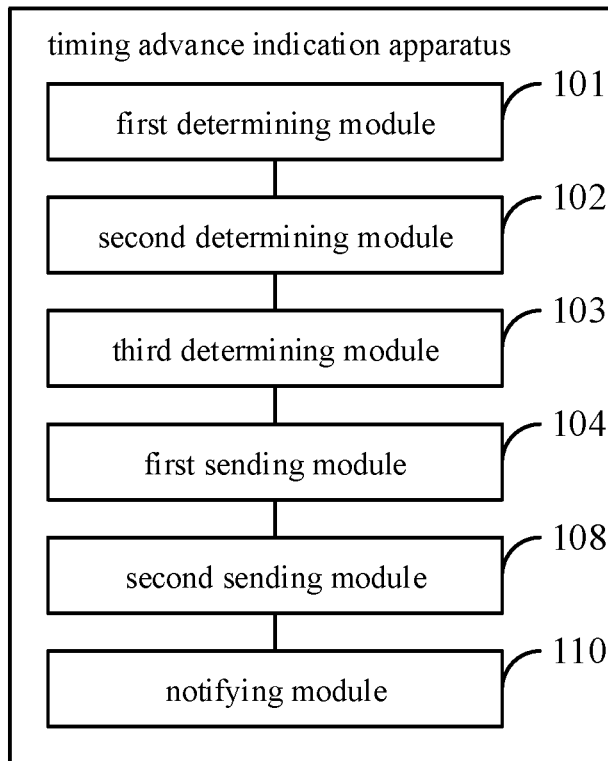 timing advance indication apparatus
101
first determining module
102
second determining module
103
third determining module
104
first sending module
108
second sending module
110
notifying module